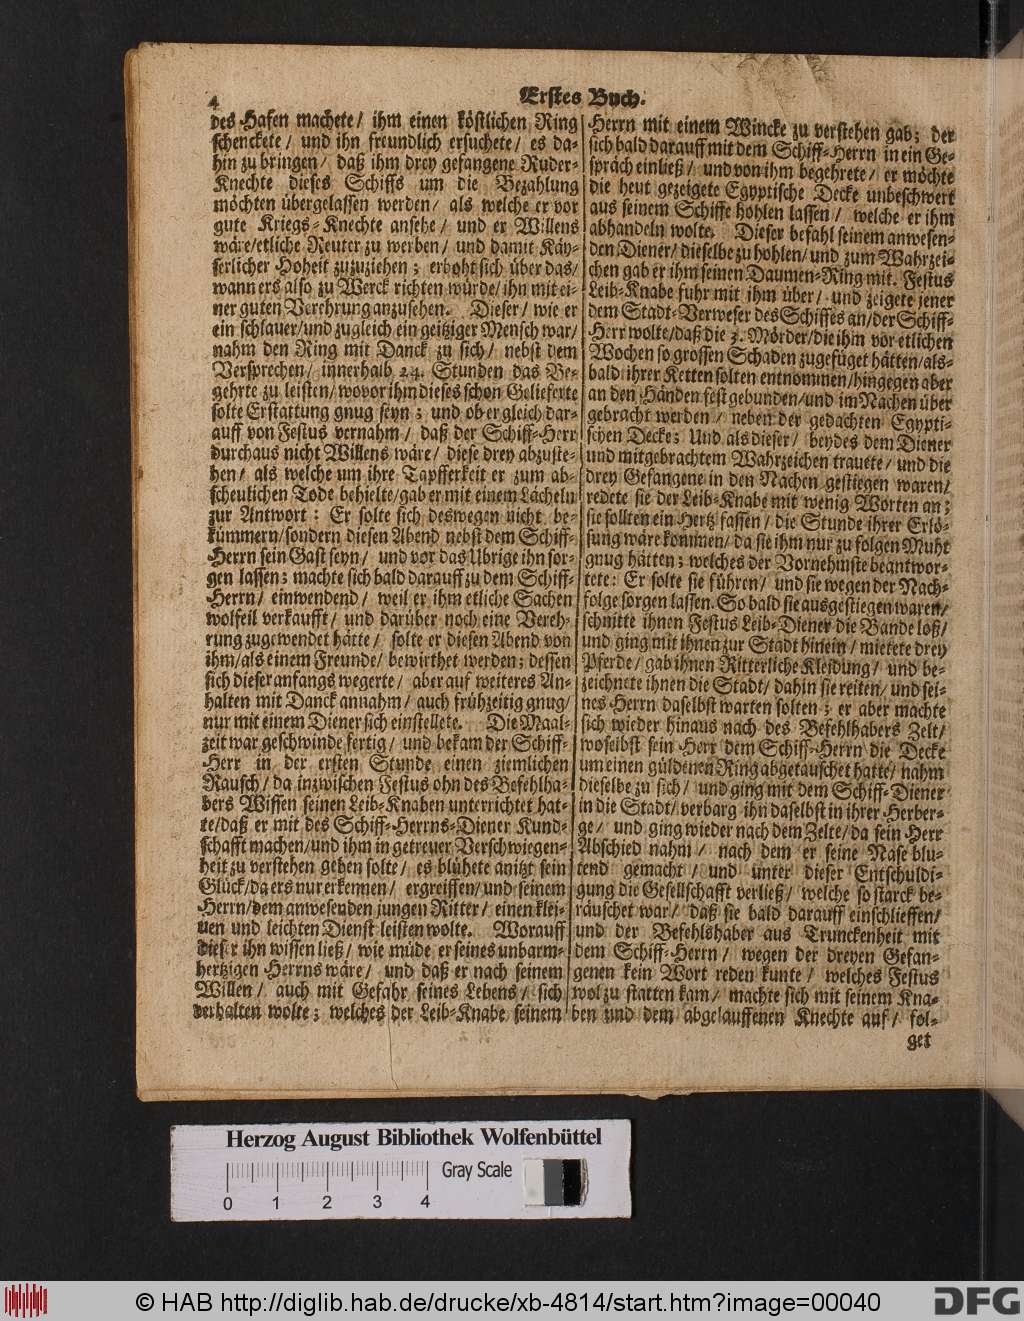 4
Erstes Buch.
des Hafen machete/ ihm einen köstlichen Ring
schenckete/ und ihn freundlich ersuchete/ es da-
hin zu bringen/ daß ihm drey gefangene Ruder-
Knechte dieses Schiffs um die Bezahlung
möchten übergelassen werden/ als welche er vor
gute Kriegs-Knechte ansehe/ und er Willens
wäre/etliche Reuter zu werben/ und damit Käy-
serlicher Hoheit zuzuziehen; erboht sich über das/
wann ers also zu Werck richten würde/ihn mit ei-
ner guten Verehrung anzusehen. Dieser/ wie er
ein schlauer/und zugleich ein geitziger Mensch war/
nahm den Ring mit Danck zu sich/ nebst dem
Versprechen/ innerhalb 24. Stunden das Be-
gehrte zu leisten/wovor ihm dieses schon Gelieferte
solte Erstattung gnug seyn; und ob er gleich dar-
auff von Festus vernahm/ daß der Schiff-Herr
durchaus nicht Willens wäre/ diese drey abzuste-
hen/ als welche um ihre Tapfferkeit er zum ab-
scheulichen Tode behielte/gab er mit einem Lächeln
zur Antwort: Er solte sich deswegen nicht be-
kümmern/sondern diesen Abend nebst dem Schiff-
Herrn sein Gast seyn/ und vor das Ubrige ihn sor-
gen lassen; machte sich bald darauff zu dem Schiff-
Herrn/ einwendend/ weil er ihm etliche Sachen
wolfeil verkaufft/ und darüber noch eine Vereh-
rung zugewendet hätte/ solte er diesen Abend von
ihm/als einem Freunde/ bewirthet werden; dessen
sich dieser anfangs wegerte/ aber auf weiteres An-
halten mit Danck annahm/ auch frühzeitig gnug/
nur mit einem Diener sich einstellete. Die Maal-
zeit war geschwinde fertig/ und bekam der Schiff-
Herr in der ersten Stunde einen ziemlichen
Rausch/ da inzwischen Festus ohn des Befehlha-
bers Wissen seinen Leib-Knaben unterrichtet hat-
te/daß er mit des Schiff-Herrns-Diener Kund-
schafft machen/und ihm in getreuer Verschwiegen-
heit zu verstehen geben solte/ es blühete anitzt sein
Glück/da ers nur erkennen/ ergreiffen/und seinem
Herrn/dem anwesenden jungen Ritter/ einen klei-
nen und leichten Dienst leisten wolte. Worauff
dieser ihn wissen ließ/ wie müde er seines unbarm-
hertzigen Herrns wäre/ und daß er nach seinem
Willen/ auch mit Gefahr seines Lebens/ sich
verhalten wolte; welches der Leib-Knabe seinem
Herrn mit einem Wincke zu verstehen gab; der
sich bald darauff mit dem Schiff-Herrn in ein Ge-
spräch einließ/ und von ihm begehrete/ er möchte
die heut gezeigete Egyptische Decke unbeschwert
aus seinem Schiffe hohlen lassen/ welche er ihm
abhandeln wolte. Dieser befahl seinem anwesen-
den Diener/ dieselbe zu hohlen/ und zum Wahrzei-
chen gab er ihm seinen Daumen-Ring mit. Festus
Leib-Knabe fuhr mit ihm über/ und zeigete jener
dem Stadt-Verweser des Schiffes an/ der Schiff-
Herr wolte/daß die 3. Mörder/die ihm vor etlichen
Wochen so grossen Schaden zugefüget hätten/als-
bald ihrer Ketten solten entnommen/hingegen aber
an den Händen fest gebunden/und im Nachen über
gebracht werden/ neben der gedachten Egypti-
schen Decke; Und als dieser/ beydes dem Diener
und mitgebrachtem Wahrzeichen trauete/ und die
drey Gefangene in den Nachen gestiegen waren/
redete sie der Leib-Knabe mit wenig Worten an;
sie sollten ein Hertz fassen/ die Stunde ihrer Erlö-
sung wäre kommen/ da sie ihm nur zu folgen Muht
gnug hätten; welches der Vornehmste beantwor-
tete: Er solte sie führen/ und sie wegen der Nach-
folge sorgen lassen. So bald sie ausgestiegen waren/
schnitte ihnen Festus Leib-Diener die Bande loß/
und ging mit ihnen zur Stadt hinein/ mietete drey
Pferde/ gab ihnen Ritterliche Kleidung/ und be-
zeichnete ihnen die Stadt/ dahin sie reiten/ und sei-
nes Herrn daselbst warten solten; er aber machte
sich wieder hinaus nach des Befehlhabers Zelt/
woselbst sein Herr dem Schiff-Herrn die Decke
um einen güldenen Ring abgetauschet hatte/ nahm
dieselbe zu sich/ und ging mit dem Schiff-Diener
in die Stadt/ verbarg ihn daselbst in ihrer Herber-
ge/ und ging wieder nach dem Zelte/ da sein Herr
Abschied nahm/ nach dem er seine Nase blu-
tend gemacht/ und unter dieser Entschuldi-
gung die Gesellschafft verließ/ welche so starck be-
räuschet war/ daß sie bald darauff einschlieffen/
und der Befehlshaber aus Trunckenheit mit
dem Schiff-Herrn/ wegen der dreyen Gefan-
genen kein Wort reden kunte/ welches Festus
wol zu statten kam/ machte sich mit seinem Kna-
ben und dem abgelauffenen Knechte auf/ fol-
get
Herzog August Bibliothek Wolfenbüttel
Gray Scale
0 1 2 3 4
© HAB http://diglib.hab.de/drucke/xb-4814/start.htm?image=00040
DFG